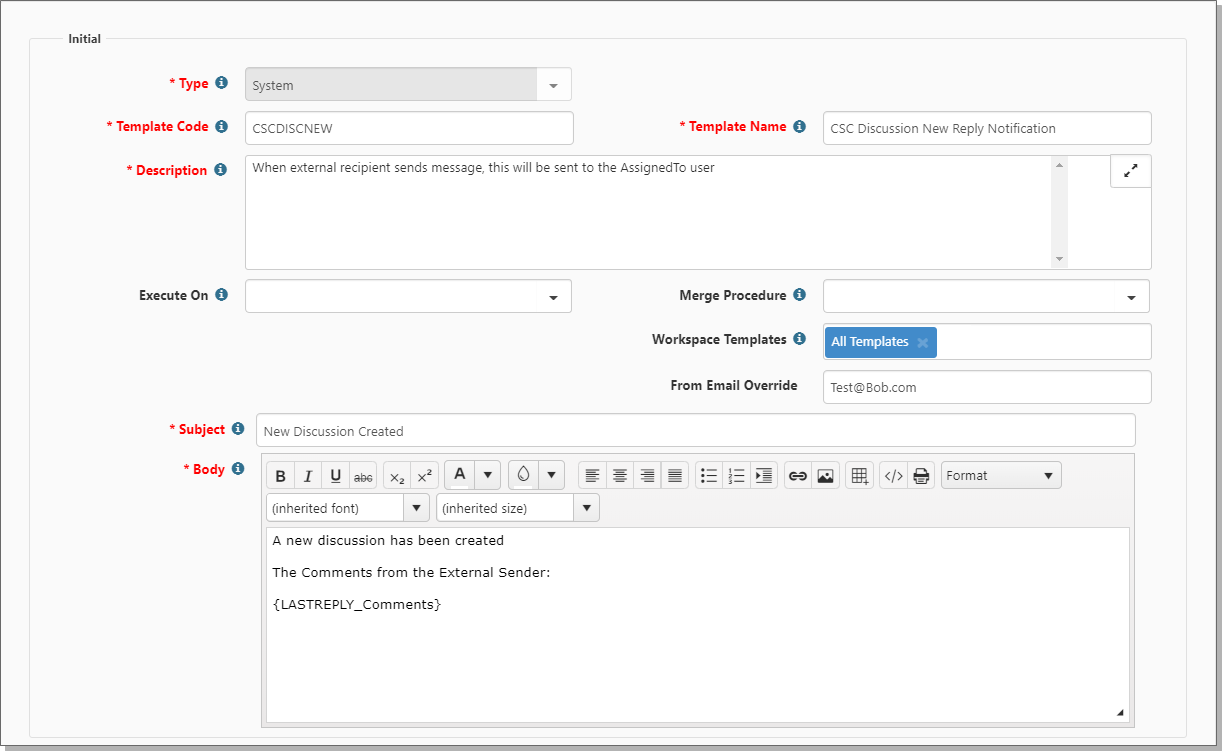 Initial
* Type
System
* Template Code
CSCDISCNEW
* Template Name
CSC Discussion New Reply Notification
* Description
When external recipient sends message, this will be sent to the AssignedTo user
Execute On
Merge Procedure
Workspace Templates
All Templates
From Email Override
Test@Bob.com
* Subject
New Discussion Created
* Body
B I U abc x₂ x² A
Format
(inherited font)
(inherited size)
A new discussion has been created
The Comments from the External Sender:
{LASTREPLY_Comments}